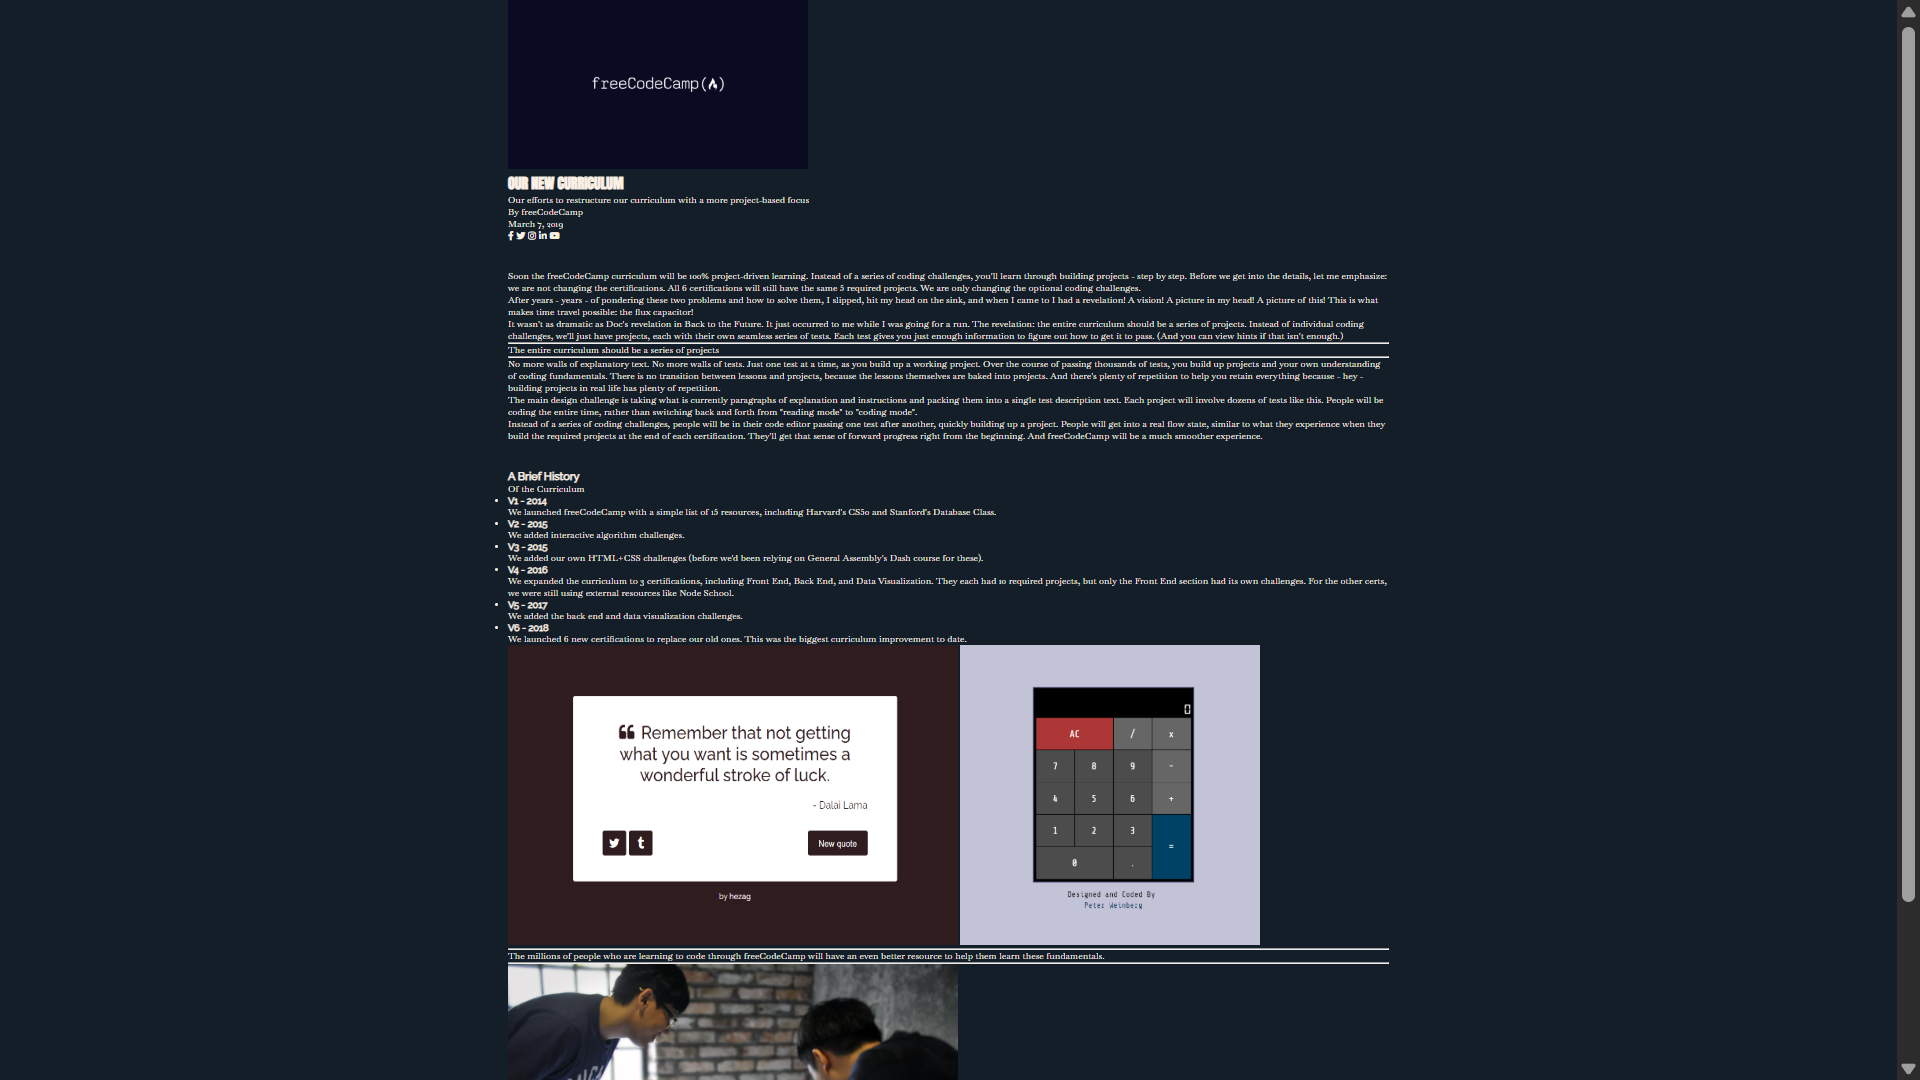 freeCodeCamp(🔥)
OUR NEW CURRICULUM
Our efforts to restructure our curriculum with a more project-based focus
By freeCodeCamp
March 7, 2019
Soon the freeCodeCamp curriculum will be 100% project-driven learning. Instead of a series of coding challenges, you'll learn through building projects - step by step. Before we get into the details, let me emphasize:
we are not changing the certifications. All 6 certifications will still have the same 5 required projects. We are only changing the optional coding challenges.
After years - years - of pondering these two problems and how to solve them, I slipped, hit my head on the sink, and when I came to I had a revelation! A vision! A picture in my head! A picture of this! This is what
makes time travel possible: the flux capacitor!
It wasn't as dramatic as Doc's revelation in Back to the Future. It just occurred to me while I was going for a run. The revelation: the entire curriculum should be a series of projects. Instead of individual coding
challenges, we'll just have projects, each with their own seamless series of tests. Each test gives you just enough information to figure out how to get it to pass. (And you can view hints if that isn't enough.)
The entire curriculum should be a series of projects
No more walls of explanatory text. No more walls of tests. Just one test at a time, as you build up a working project. Over the course of passing thousands of tests, you build up projects and your own understanding
of coding fundamentals. There is no transition between lessons and projects, because the lessons themselves are baked into projects. And there's plenty of repetition to help you retain everything because - hey -
building projects in real life has plenty of repetition.
The main design challenge is taking what is currently paragraphs of explanation and instructions and packing them into a single test description text. Each project will involve dozens of tests like this. People will be
coding the entire time, rather than switching back and forth from "reading mode" to "coding mode".
Instead of a series of coding challenges, people will be in their code editor passing one test after another, quickly building up a project. People will get into a real flow state, similar to what they experience when they
build the required projects at the end of each certification. They'll get that sense of forward progress right from the beginning. And freeCodeCamp will be a much smoother experience.
A Brief History
Of the Curriculum
V1 - 2014
We launched freeCodeCamp with a simple list of 15 resources, including Harvard's CS50 and Stanford's Database Class.
V2 - 2015
We added interactive algorithm challenges.
V3 - 2015
We added our own HTML+CSS challenges (before we'd been relying on General Assembly's Dash course for these).
V4 - 2016
We expanded the curriculum to 3 certifications, including Front End, Back End, and Data Visualization. They each had 10 required projects, but only the Front End section had its own challenges. For the other certs,
we were still using external resources like Node School.
V5 - 2017
We added the back end and data visualization challenges.
V6 - 2018
We launched 6 new certifications to replace our old ones. This was the biggest curriculum improvement to date.
❝ Remember that not getting
what you want is sometimes a
wonderful stroke of luck.
- Dalai Lama
t
New quote
by hezag
0
AC / x
7 8 9 -
4 5 6 +
1 2 3 =
0 .
Designed and Coded By
Peter Weinberg
The millions of people who are learning to code through freeCodeCamp will have an even better resource to help them learn these fundamentals.